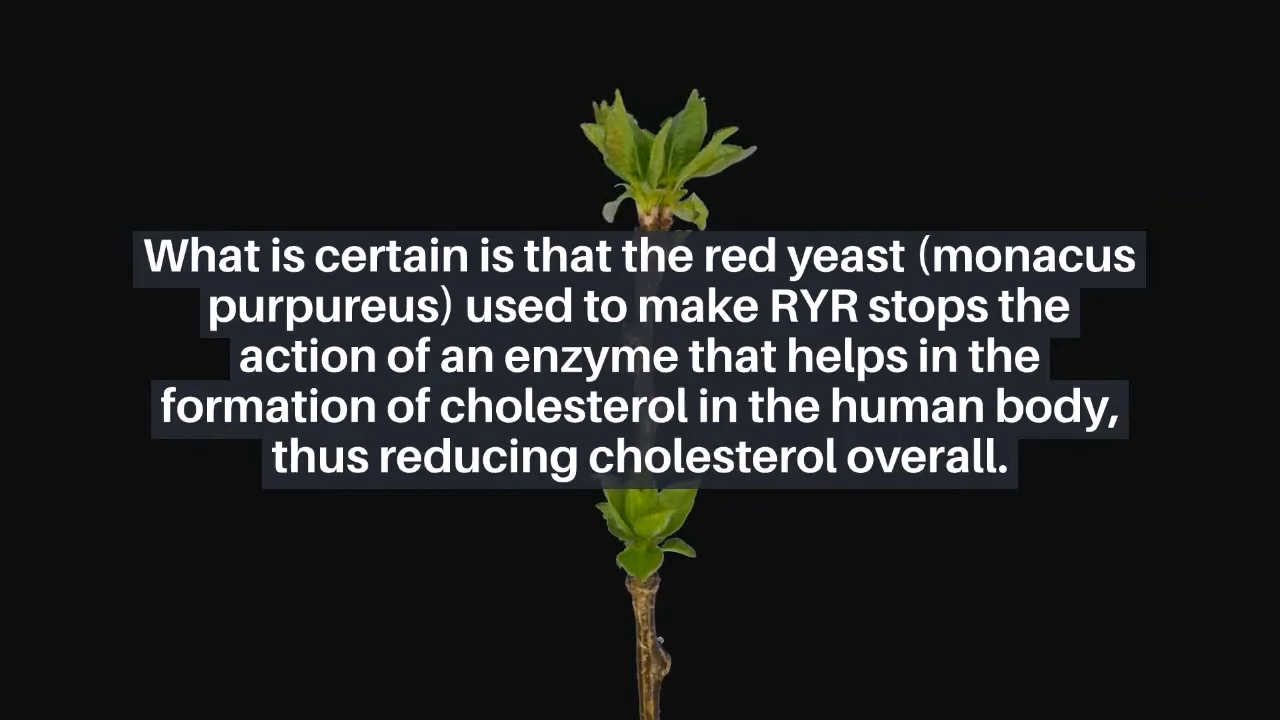 What is certain is that the red yeast (monacus
purpureus) used to make RYR stops the
action of an enzyme that helps in the
formation of cholesterol in the human body,
thus reducing cholesterol overall.